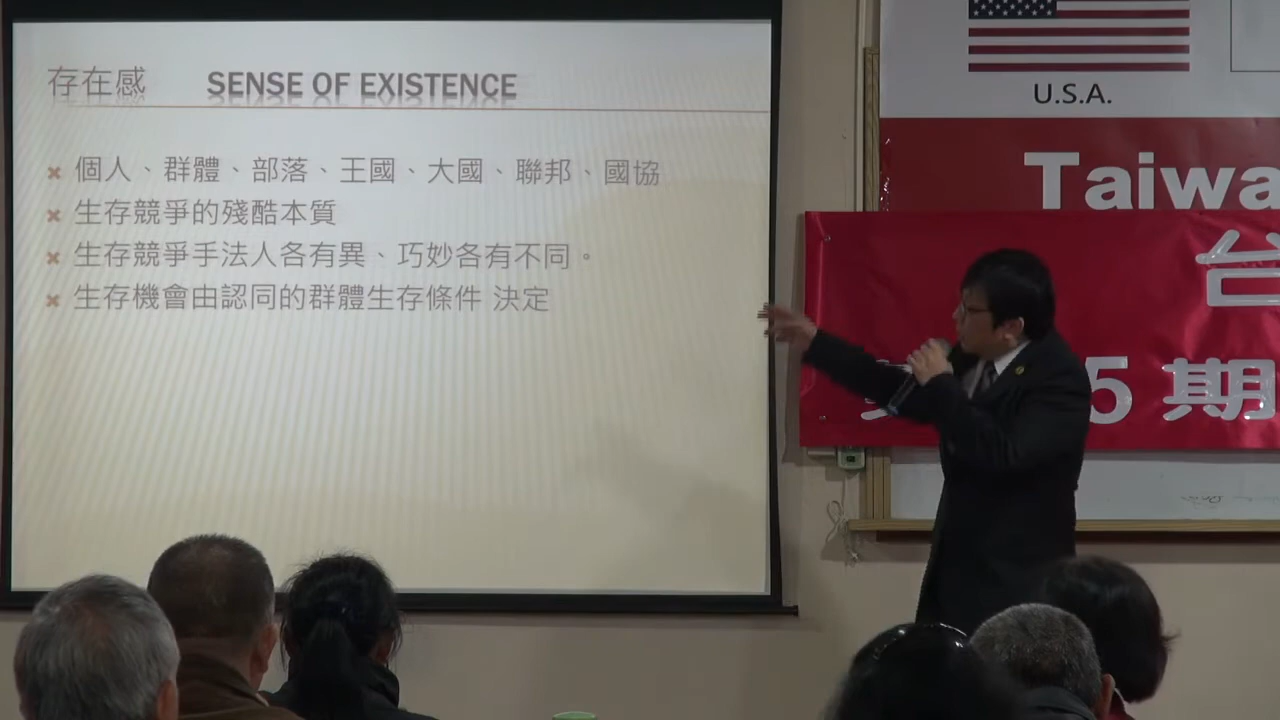 存在感 SENSE OF EXISTENCE
個人、群體、部落、王國、大國、聯邦、國協
生存競爭的殘酷本質
生存競爭手法人各有異、巧妙各有不同。
生存機會由認同的群體生存條件 決定
U.S.A.
Taiwa
台
5期